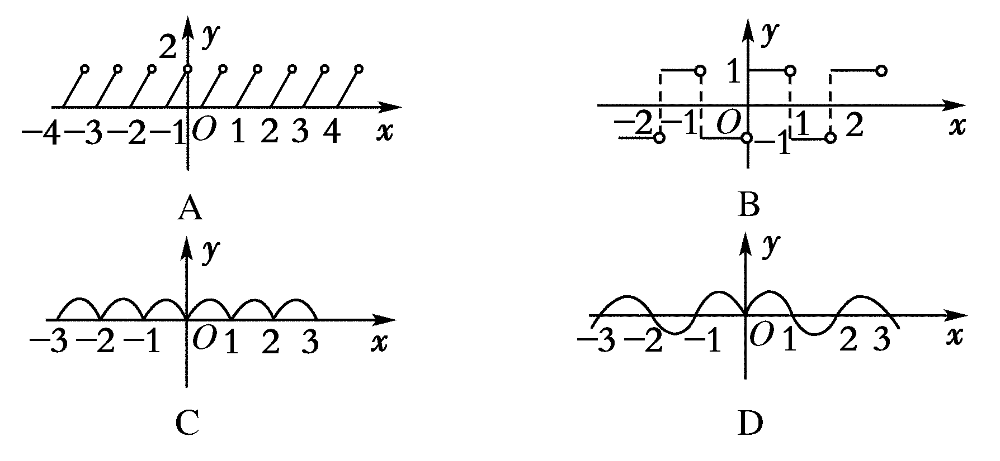 y
2
−4 −3 −2 −1 O 1 2 3 4 x
A
y
1
−2 −1 O −1 1 2 x
B
y
−3 −2 −1 O 1 2 3 x
C
y
−3 −2 −1 O 1 2 3 x
D